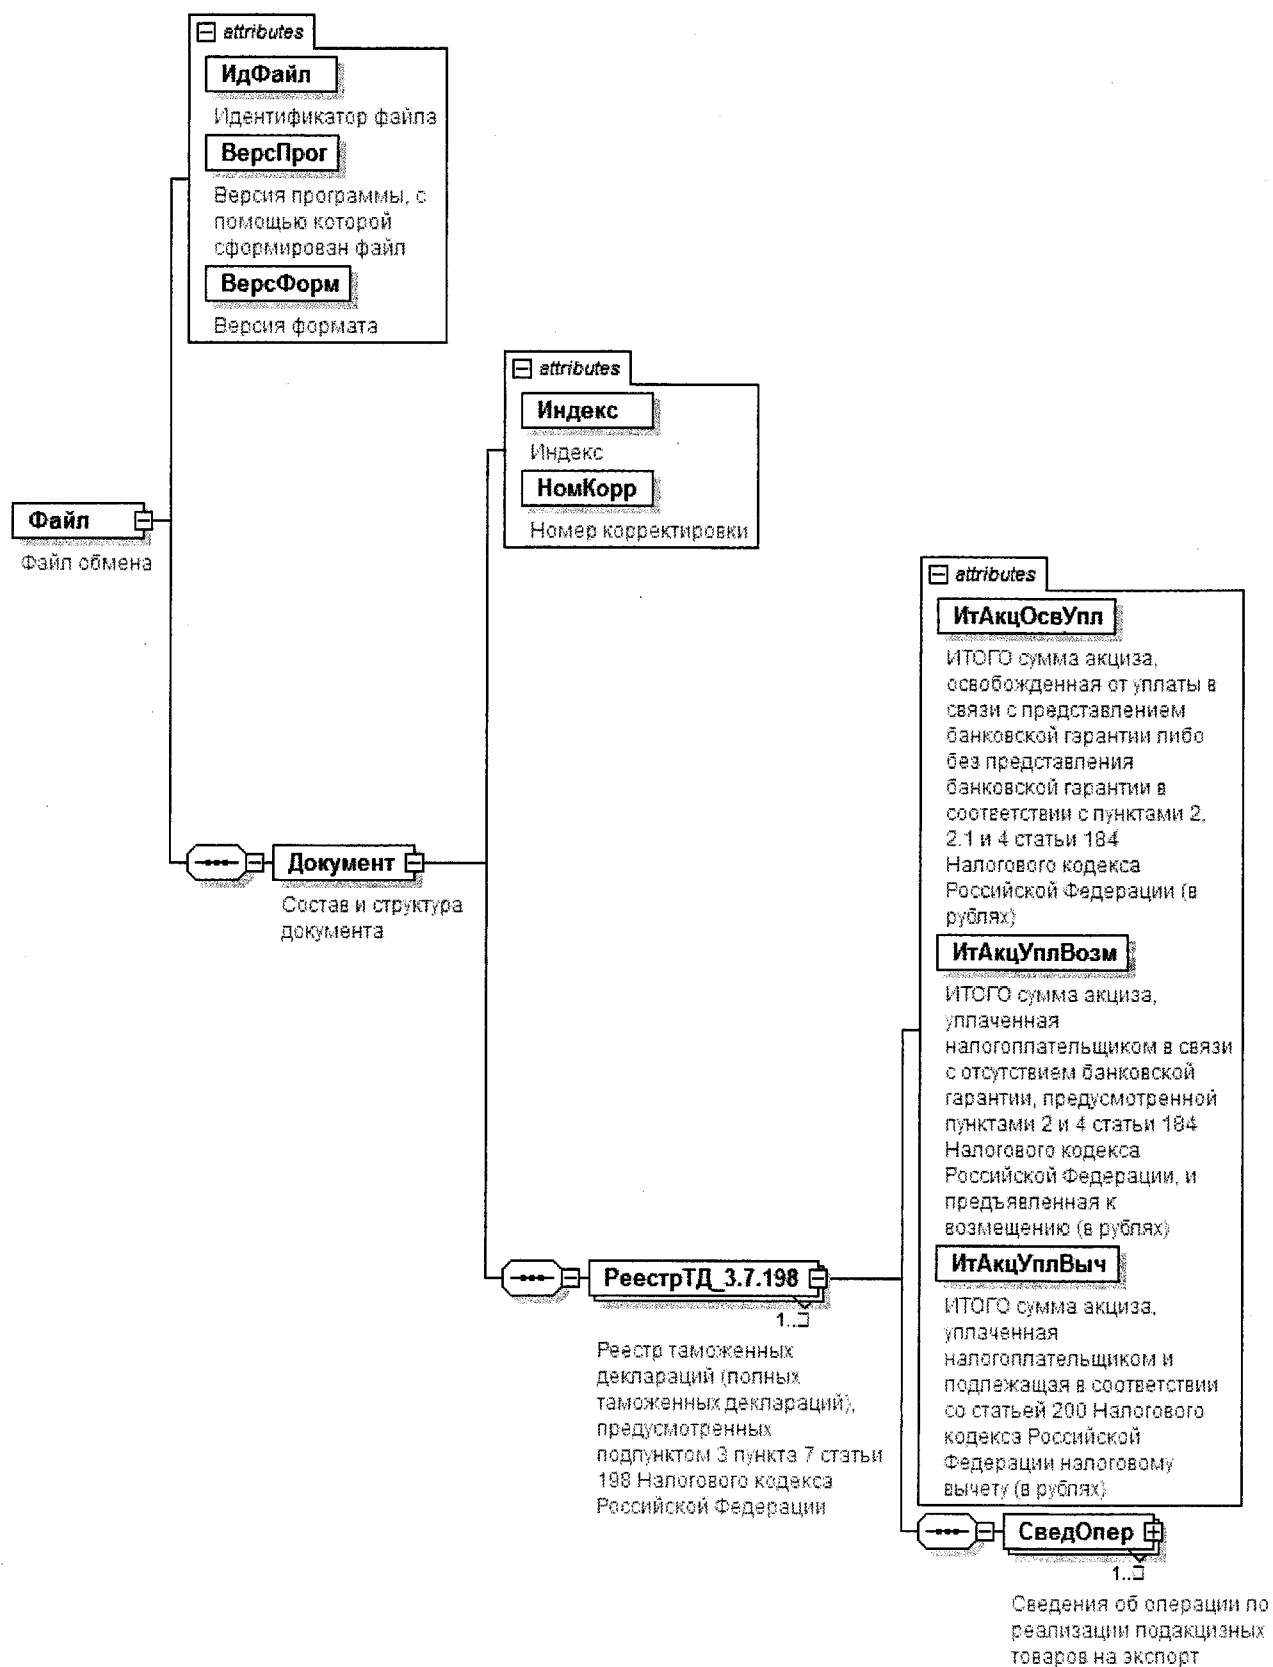 attributes
ИдФайл
Идентификатор файла
ВерсПрог
Версия программы, с
помощью которой
сформирован файл
ВерсФорм
Версия формата
attributes
Индекс
Индекс
НомКорр
Номер корректировки
Файл
Файл обмена
attributes
ИтАкцОсвУпл
ИТОГО сумма акциза,
освобожденная от уплаты в
связи с представлением
банковской гарантии либо
без представления
банковской гарантии в
соответствии с пунктами 2,
2.1 и 4 статьи 184
Налогового кодекса
Российской Федерации (в
рублях)
Документ
Состав и структура
документа
ИтАкцУплВозм
ИТОГО сумма акциза,
уплаченная
налогоплательщиком в связи
с отсутствием банковской
гарантии, предусмотренной
пунктами 2 и 4 статьи 184
Налогового кодекса
Российской Федерации, и
предъявленная к
возмещению (в рублях)
РеестрТД_3.7.198
1..
Реестр таможенных
деклараций (полных
таможенных деклараций),
предусмотренных
подпунктом 3 пункта 7 статьи
198 Налогового кодекса
Российской Федерации
ИтАкцУплВыч
ИТОГО сумма акциза,
уплаченная
налогоплательщиком и
подлежащая в соответствии
со статьей 200 Налогового
кодекса Российской
Федерации налоговому
вычету (в рублях)
СведОпер
1..
Сведения об операции по
реализации подакцизных
товаров на экспорт